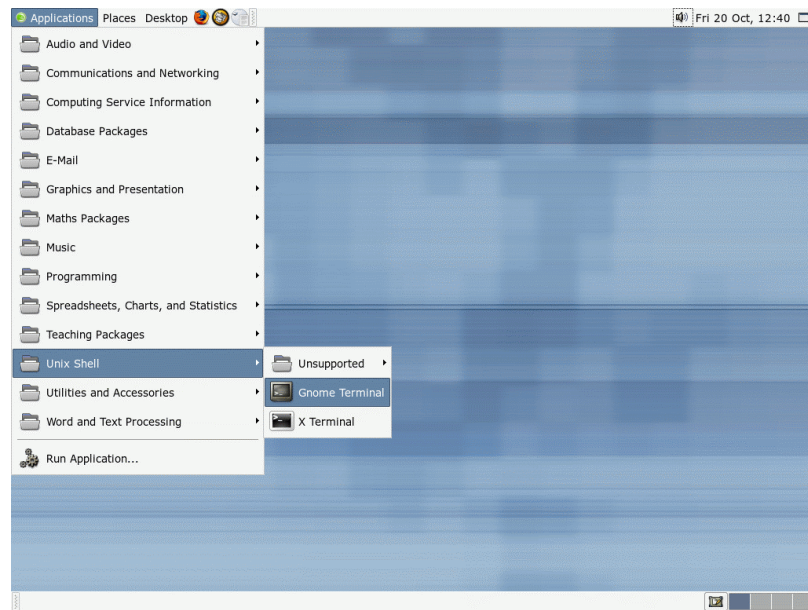 Applications Places Desktop Fri 20 Oct, 12:40
Audio and Video
Communications and Networking
Computing Service Information
Database Packages
E-Mail
Graphics and Presentation
Maths Packages
Music
Programming
Spreadsheets, Charts, and Statistics
Teaching Packages
Unix Shell
Unsupported
Gnome Terminal
X Terminal
Utilities and Accessories
Word and Text Processing
Run Application...